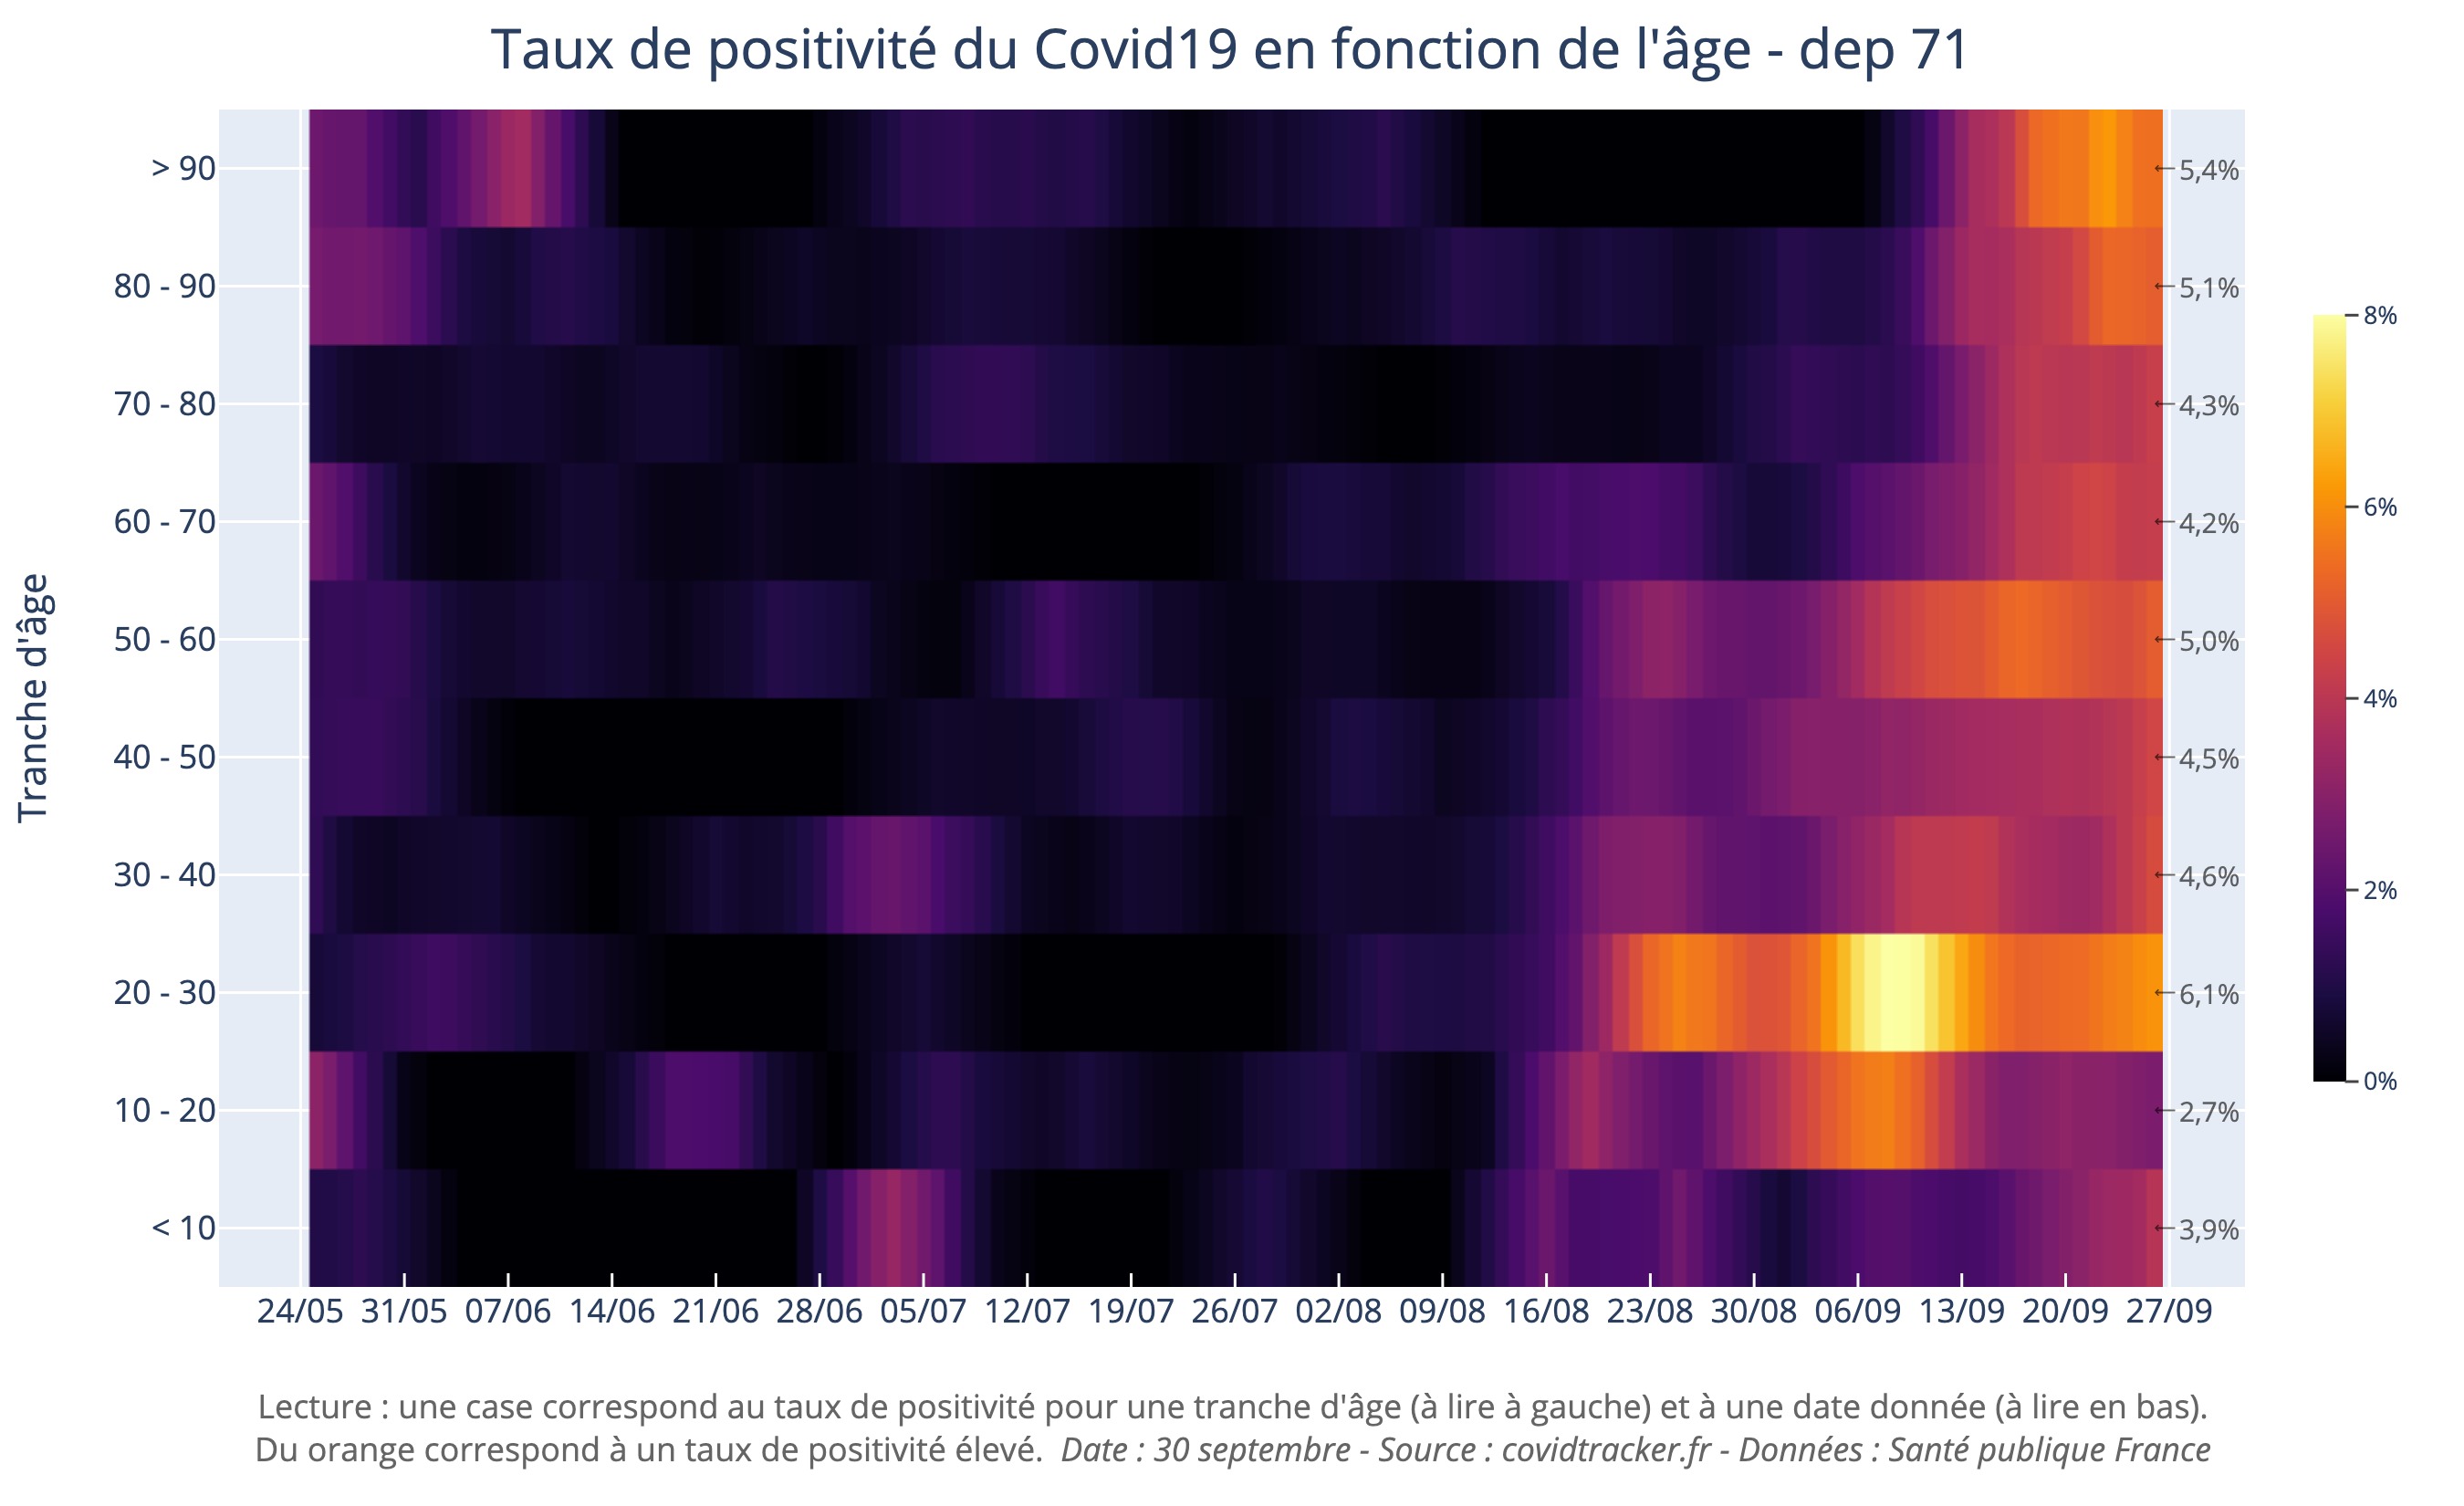 Taux de positivité du Covid19 en fonction de l'âge - dep 71
Tranche d'âge
> 90
80 - 90
70 - 80
60 - 70
50 - 60
40 - 50
30 - 40
20 - 30
10 - 20
< 10
5,4%
5,1%
4,3%
4,2%
5,0%
4,5%
4,6%
6,1%
2,7%
3,9%
8%
6%
4%
2%
0%
24/05 31/05 07/06 14/06 21/06 28/06 05/07 12/07 19/07 26/07 02/08 09/08 16/08 23/08 30/08 06/09 13/09 20/09 27/09
Lecture : une case correspond au taux de positivité pour une tranche d'âge (à lire à gauche) et à une date donnée (à lire en bas).
Du orange correspond à un taux de positivité élevé. Date : 30 septembre - Source : covidtracker.fr - Données : Santé publique France